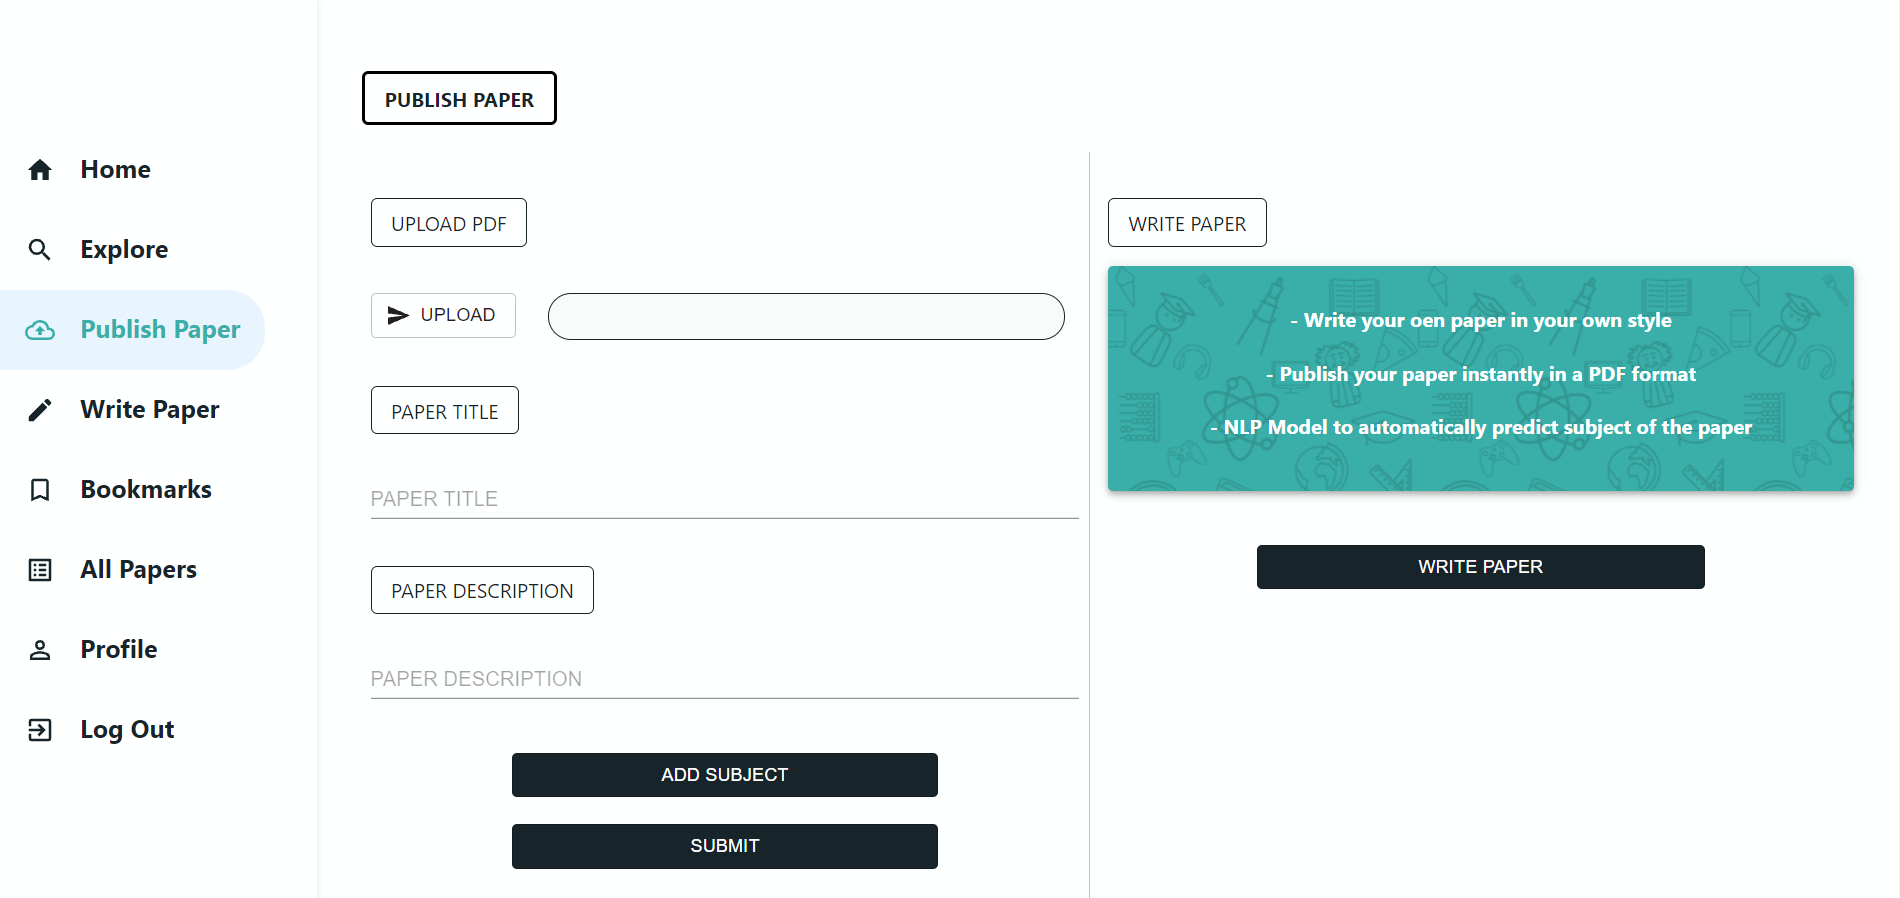 Home
Explore
Publish Paper
Write Paper
Bookmarks
All Papers
Profile
Log Out
PUBLISH PAPER
UPLOAD PDF
UPLOAD
PAPER TITLE
PAPER TITLE
PAPER DESCRIPTION
PAPER DESCRIPTION
ADD SUBJECT
SUBMIT
WRITE PAPER
- Write your oen paper in your own style
- Publish your paper instantly in a PDF format
- NLP Model to automatically predict subject of the paper
WRITE PAPER